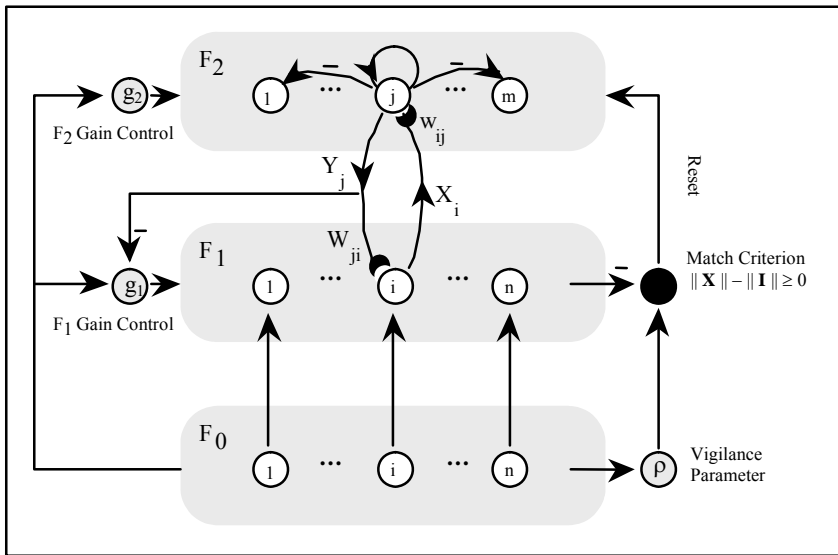 F2
g2
1 ... j ... m
– –
F2 Gain Control
wij
Yj
Xi
Reset
–
Wji
F1
–
Match Criterion
g1
1 ... i ... n
|| X || – || I || ≥ 0
F1 Gain Control
F0
1 ... i ... n
ρ
Vigilance
Parameter